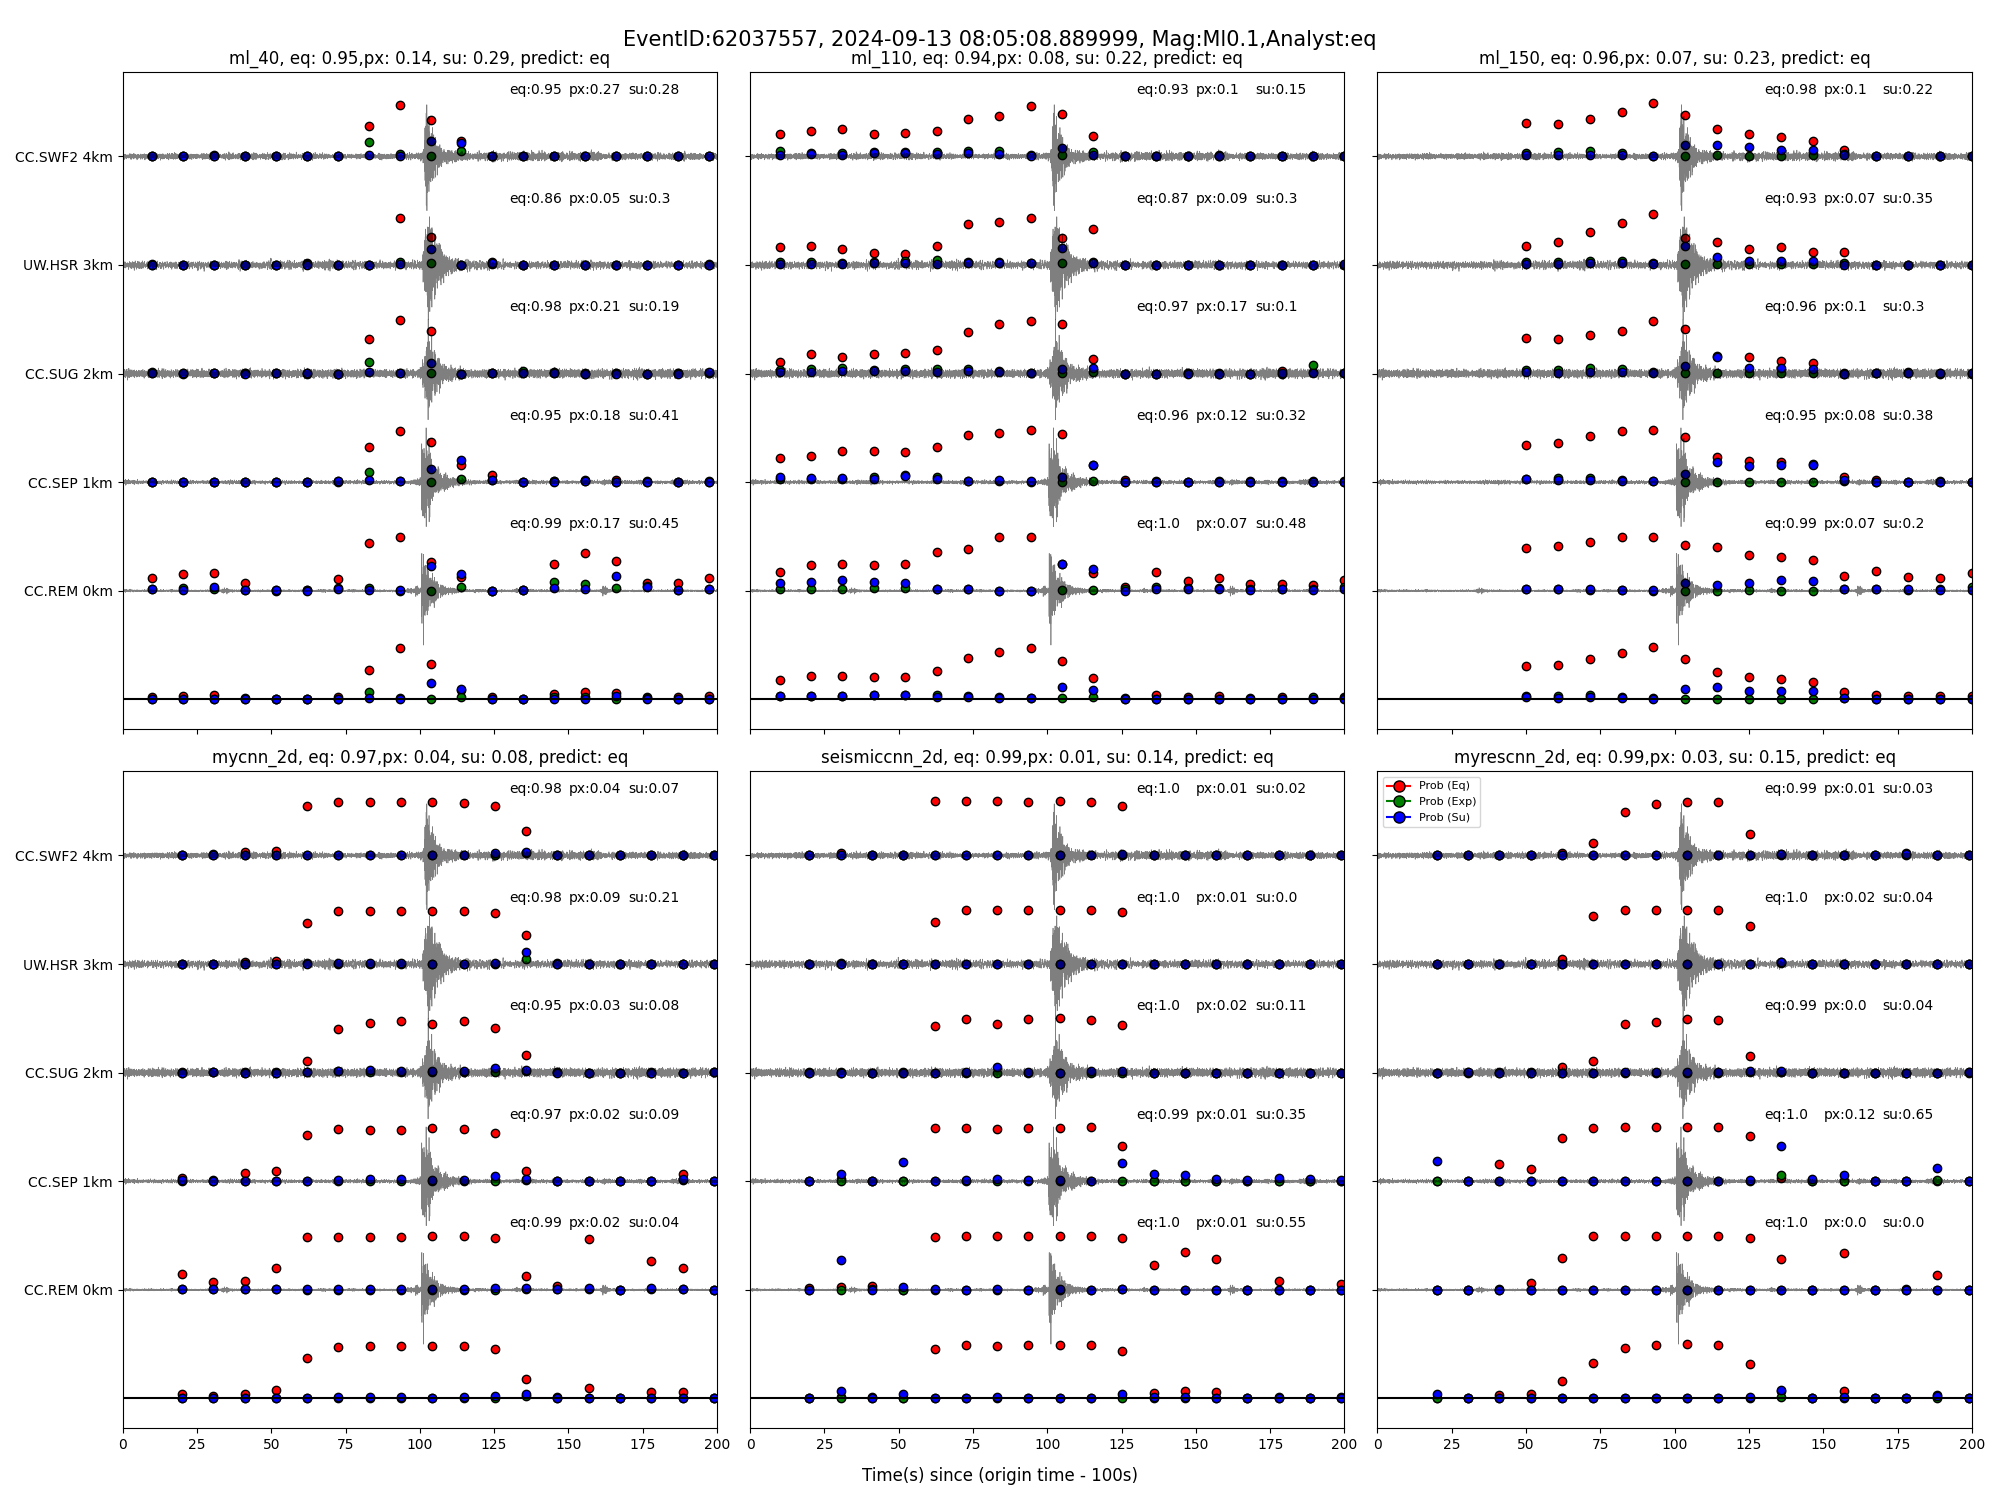 EventID:62037557, 2024-09-13 08:05:08.889999, Mag:Ml0.1,Analyst:eq
ml_40, eq: 0.95,px: 0.14, su: 0.29, predict: eq
eq:0.95 px:0.27 su:0.28
CC.SWF2 4km
eq:0.86 px:0.05 su:0.3
UW.HSR 3km
eq:0.98 px:0.21 su:0.19
CC.SUG 2km
eq:0.95 px:0.18 su:0.41
CC.SEP 1km
eq:0.99 px:0.17 su:0.45
CC.REM 0km
ml_110, eq: 0.94,px: 0.08, su: 0.22, predict: eq
eq:0.93 px:0.1 su:0.15
eq:0.87 px:0.09 su:0.3
eq:0.97 px:0.17 su:0.1
eq:0.96 px:0.12 su:0.32
eq:1.0 px:0.07 su:0.48
ml_150, eq: 0.96,px: 0.07, su: 0.23, predict: eq
eq:0.98 px:0.1 su:0.22
eq:0.93 px:0.07 su:0.35
eq:0.96 px:0.1 su:0.3
eq:0.95 px:0.08 su:0.38
eq:0.99 px:0.07 su:0.2
mycnn_2d, eq: 0.97,px: 0.04, su: 0.08, predict: eq
eq:0.98 px:0.04 su:0.07
CC.SWF2 4km
eq:0.98 px:0.09 su:0.21
UW.HSR 3km
eq:0.95 px:0.03 su:0.08
CC.SUG 2km
eq:0.97 px:0.02 su:0.09
CC.SEP 1km
eq:0.99 px:0.02 su:0.04
CC.REM 0km
0 25 50 75 100 125 150 175 200
seismiccnn_2d, eq: 0.99,px: 0.01, su: 0.14, predict: eq
eq:1.0 px:0.01 su:0.02
eq:1.0 px:0.01 su:0.0
eq:1.0 px:0.02 su:0.11
eq:0.99 px:0.01 su:0.35
eq:1.0 px:0.01 su:0.55
0 25 50 75 100 125 150 175 200
myrescnn_2d, eq: 0.99,px: 0.03, su: 0.15, predict: eq
Prob (Eq)
Prob (Exp)
Prob (Su)
eq:0.99 px:0.01 su:0.03
eq:1.0 px:0.02 su:0.04
eq:0.99 px:0.0 su:0.04
eq:1.0 px:0.12 su:0.65
eq:1.0 px:0.0 su:0.0
0 25 50 75 100 125 150 175 200
Time(s) since (origin time - 100s)